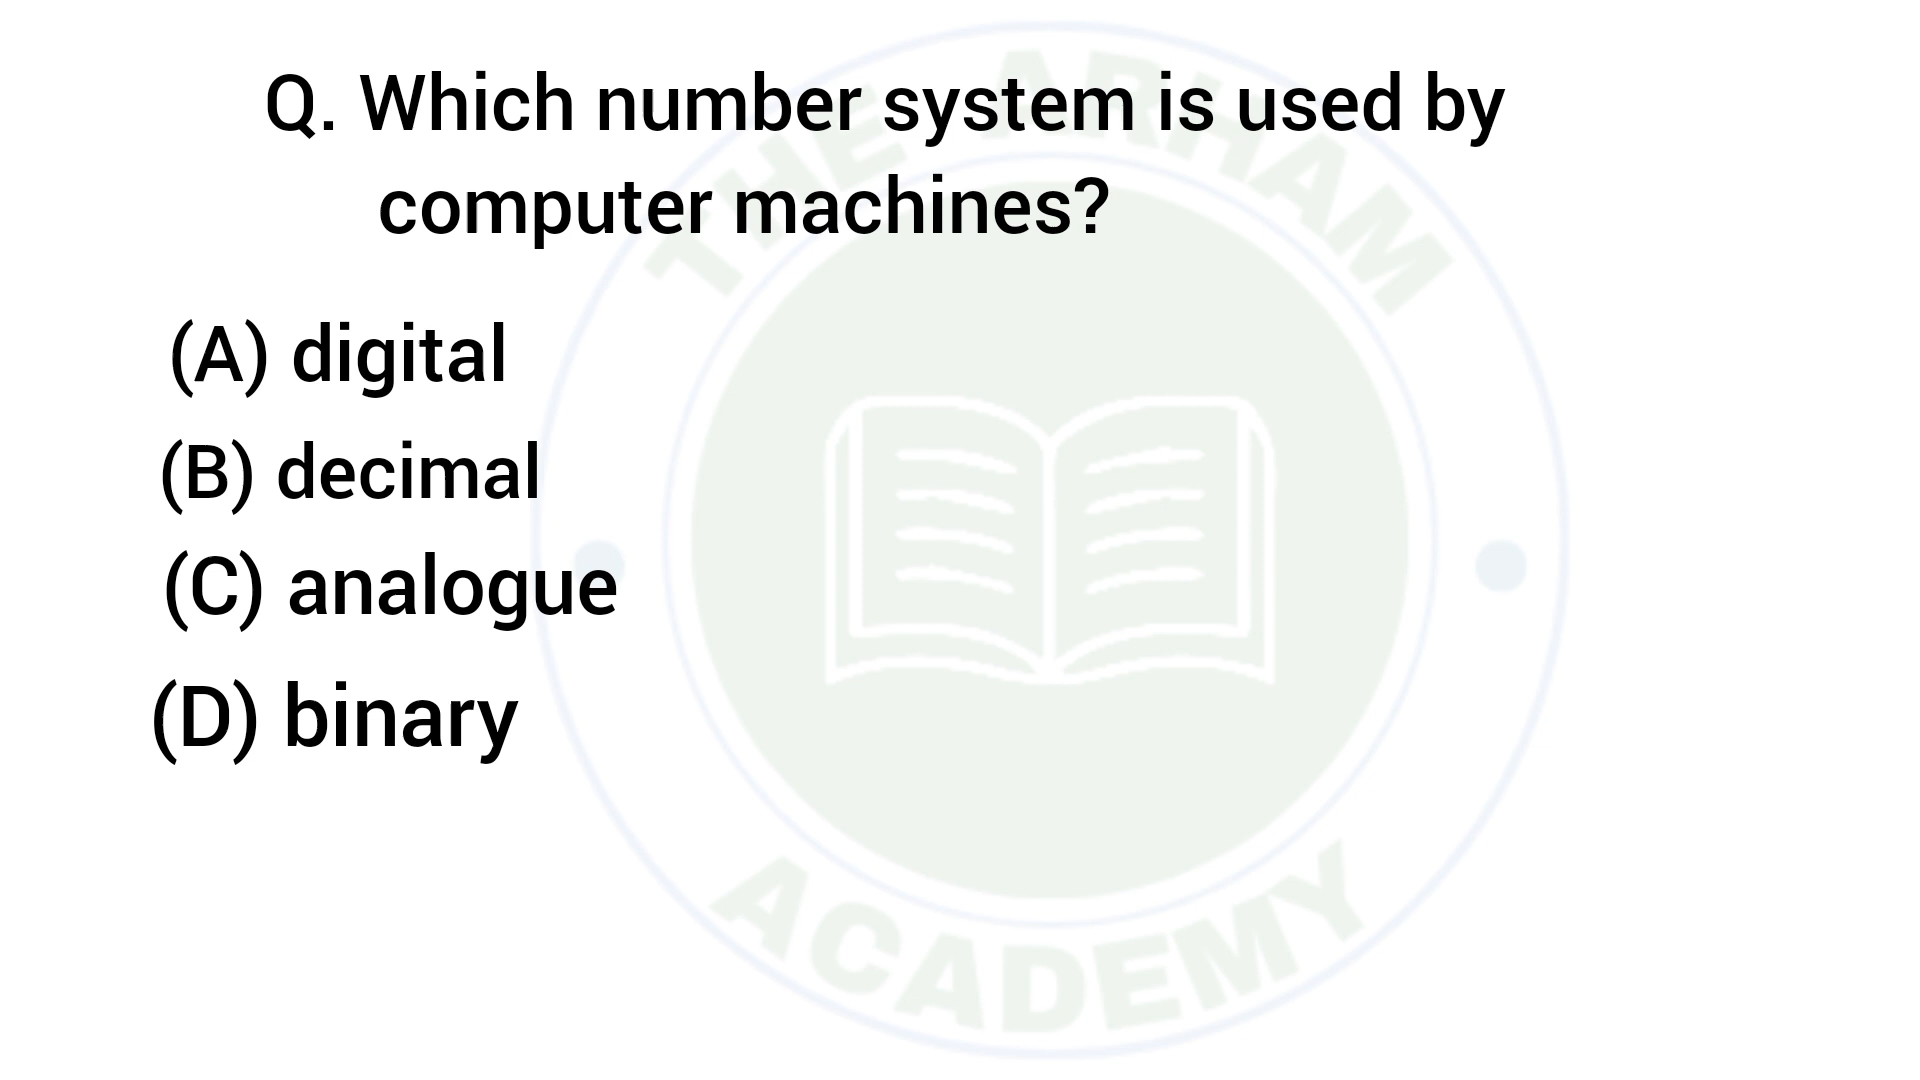 THE ARHAM
Q. Which number system is used by
computer machines?
(A) digital
(B) decimal
(C) analogue
(D) binary
ACADEMY